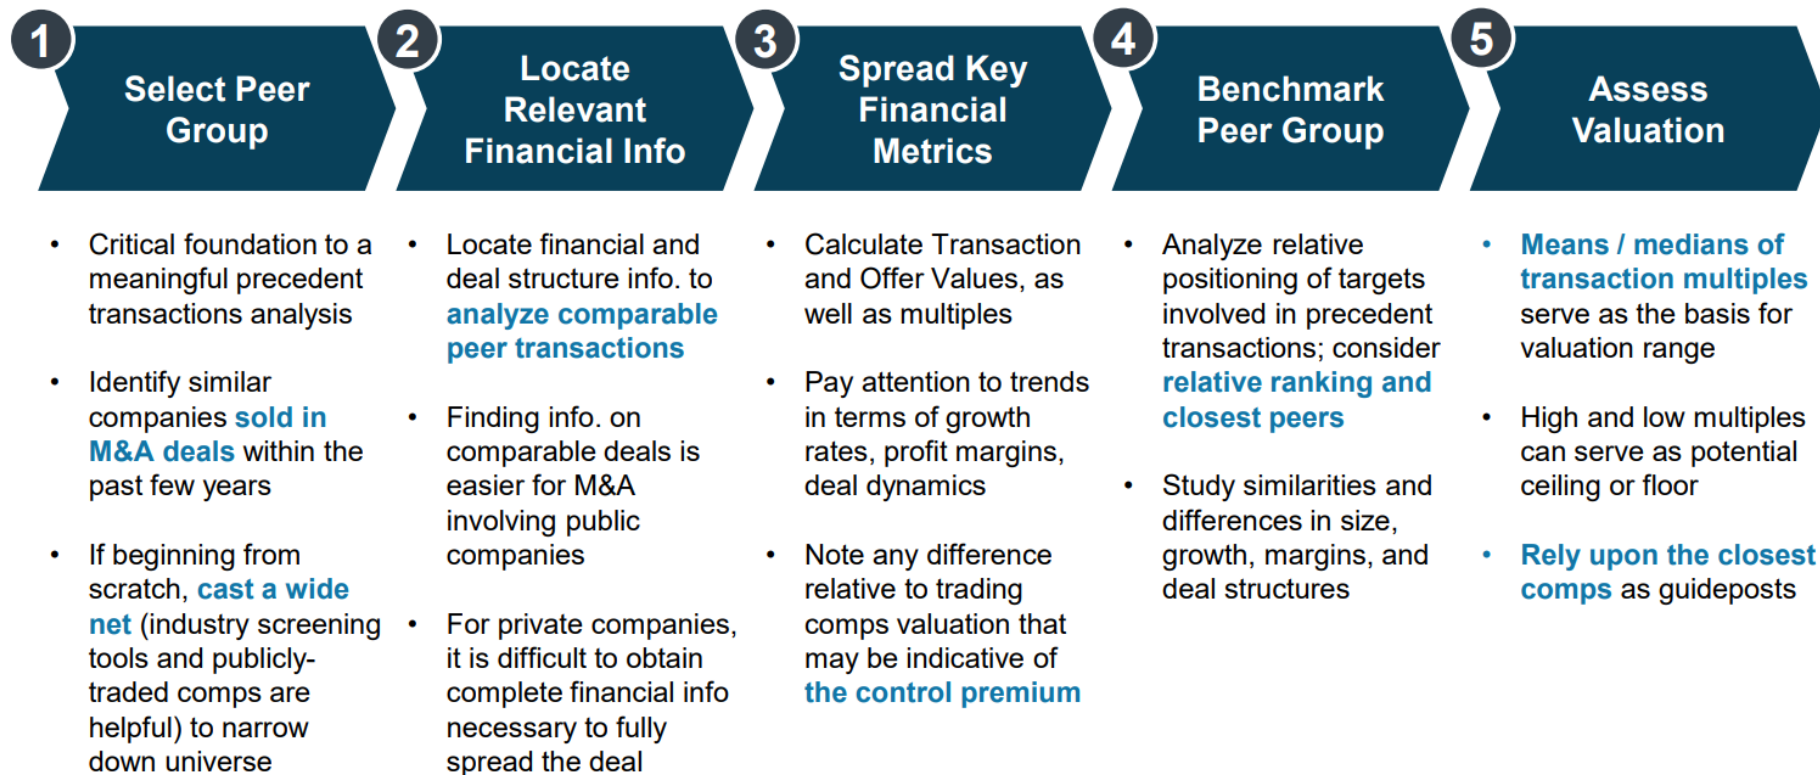 1
Select Peer
Group
• Critical foundation to a
meaningful precedent
transactions analysis
• Identify similar
companies sold in
M&A deals within the
past few years
• If beginning from
scratch, cast a wide
net (industry screening
tools and publicly-
traded comps are
helpful) to narrow
down universe
2
Locate
Relevant
Financial Info
• Locate financial and
deal structure info. to
analyze comparable
peer transactions
• Finding info. on
comparable deals is
easier for M&A
involving public
companies
• For private companies,
it is difficult to obtain
complete financial info
necessary to fully
spread the deal
3
Spread Key
Financial
Metrics
• Calculate Transaction
and Offer Values, as
well as multiples
• Pay attention to trends
in terms of growth
rates, profit margins,
deal dynamics
• Note any difference
relative to trading
comps valuation that
may be indicative of
the control premium
4
Benchmark
Peer Group
• Analyze relative
positioning of targets
involved in precedent
transactions; consider
relative ranking and
closest peers
• Study similarities and
differences in size,
growth, margins, and
deal structures
5
Assess
Valuation
• Means / medians of
transaction multiples
serve as the basis for
valuation range
• High and low multiples
can serve as potential
ceiling or floor
• Rely upon the closest
comps as guideposts